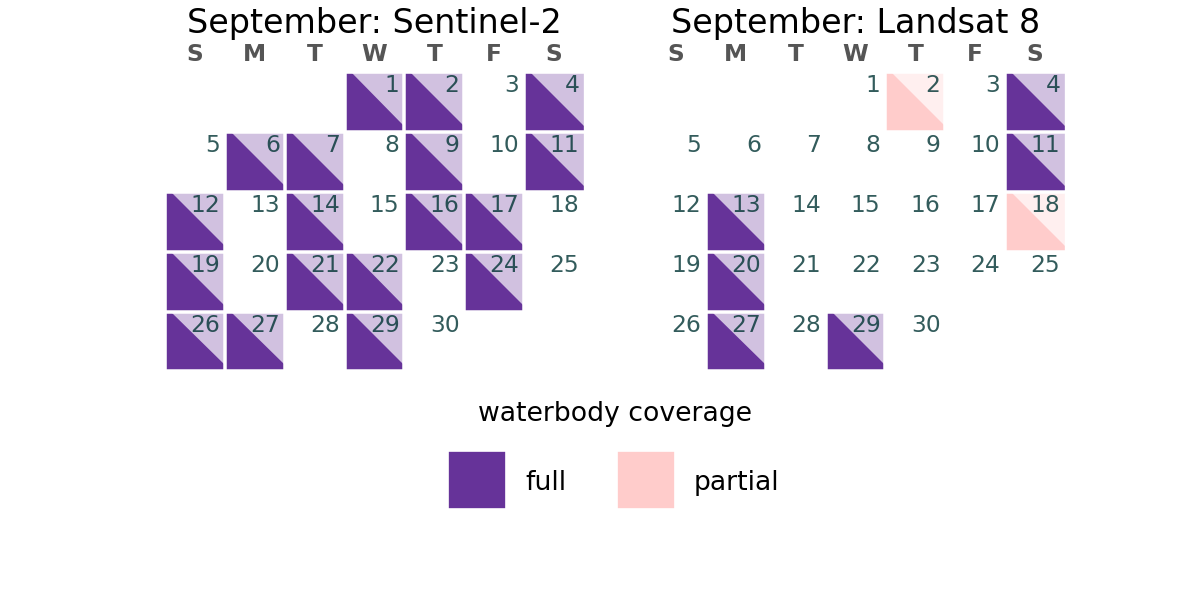 September: Sentinel-2
S M T W T F S
1 2 3 4
5 6 7 8 9 10 11
12 13 14 15 16 17 18
19 20 21 22 23 24 25
26 27 28 29 30
September: Landsat 8
S M T W T F S
1 2 3 4
5 6 7 8 9 10 11
12 13 14 15 16 17 18
19 20 21 22 23 24 25
26 27 28 29 30
waterbody coverage
full partial